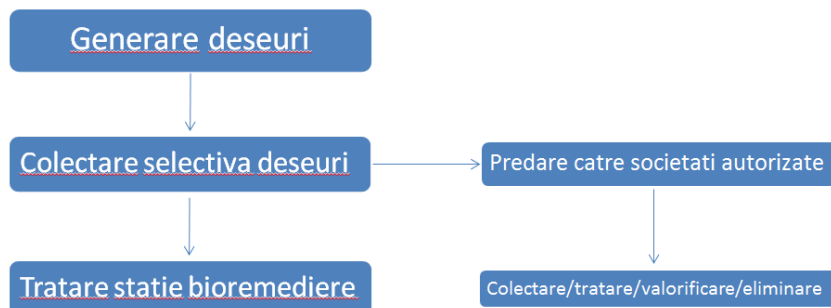 Generare deseuri
Colectare selectiva deseuri
Predare catre societati autorizate
Tratare statie bioremediere
Colectare/tratare/valorificare/eliminare